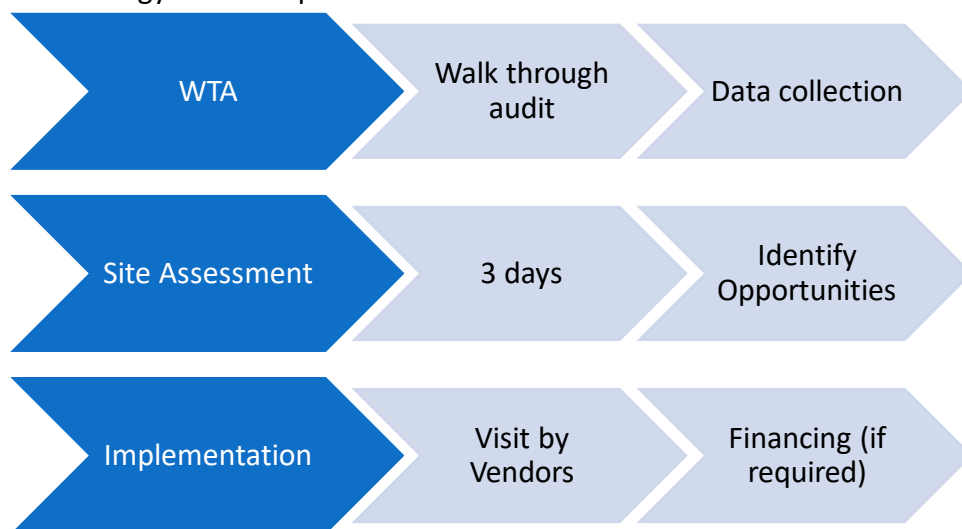 WTA
Walk through
audit
Data collection
Site Assessment
3 days
Identify
Opportunities
Implementation
Visit by
Vendors
Financing (if
required)